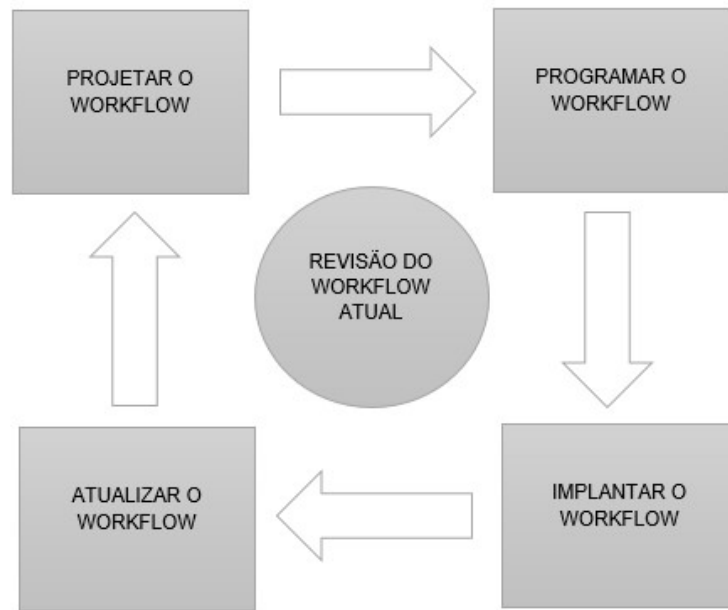 PROJETAR O
WORKFLOW
PROGRAMAR O
WORKFLOW
REVISÃO DO
WORKFLOW
ATUAL
ATUALIZAR O
WORKFLOW
IMPLANTAR O
WORKFLOW